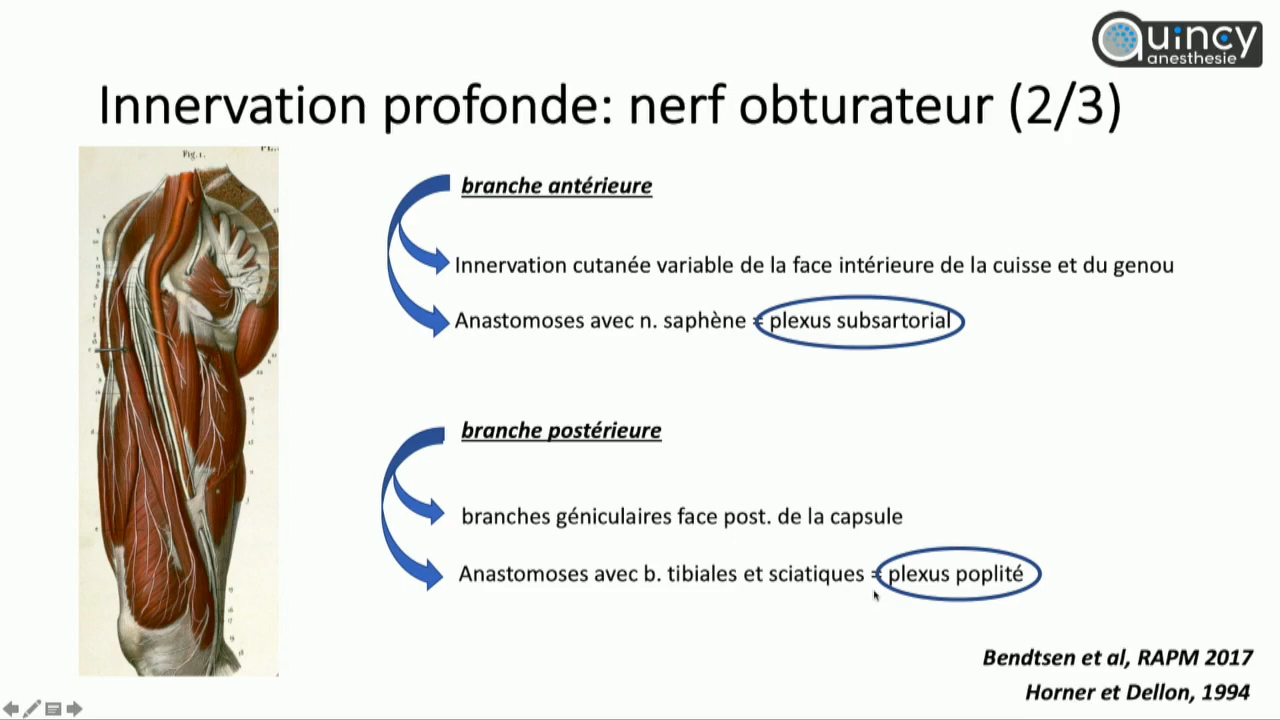 Quincy
anesthesie
Innervation profonde: nerf obturateur (2/3)
Fig.1.
branche antérieure
Innervation cutanée variable de la face intérieure de la cuisse et du genou
Anastomoses avec n. saphène = plexus subsartorial
branche postérieure
branches géniculaires face post. de la capsule
Anastomoses avec b. tibiales et sciatiques = plexus poplité
Bendtsen et al, RAPM 2017
Horner et Dellon, 1994